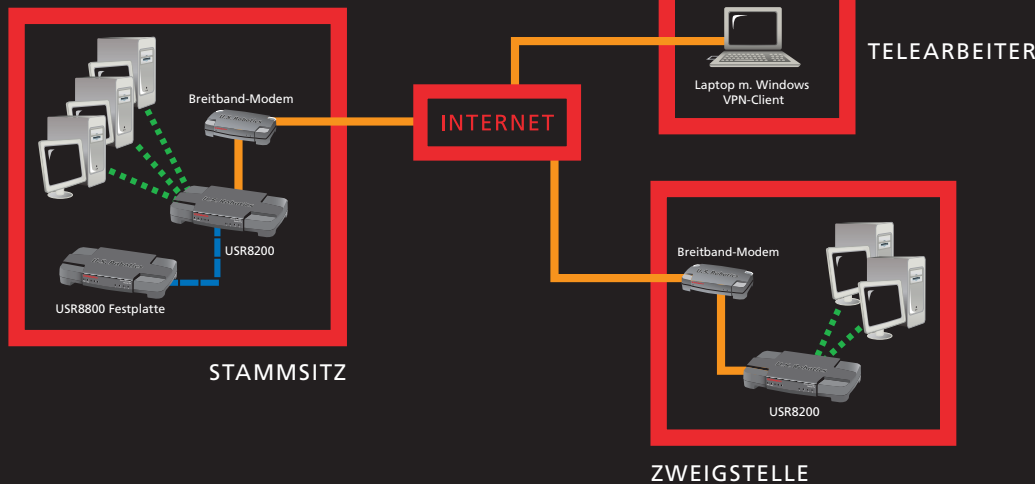 Breitband-Modem
USR8200
USR8800 Festplatte
STAMMSITZ
INTERNET
Laptop m. Windows
VPN-Client
TELEARBEITER
Breitband-Modem
USR8200
ZWEIGSTELLE